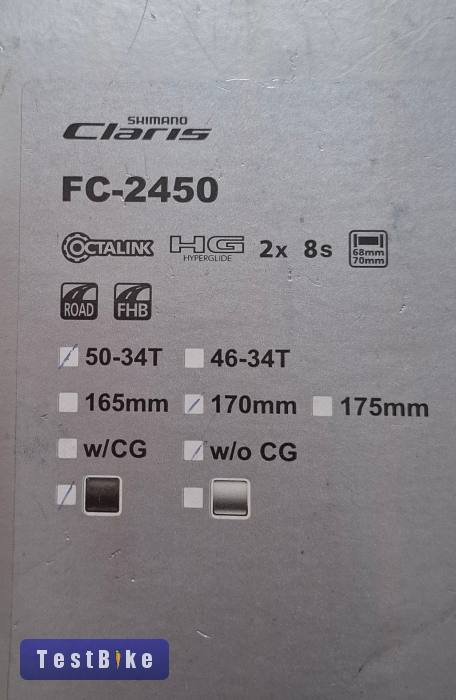 SHIMANO
Claris
FC-2450
OCTALINK HG HYPERGLIDE 2x 8s 68mm 70mm
ROAD FHB
50-34T 46-34T
165mm 170mm 175mm
w/CG w/o CG
TestBike